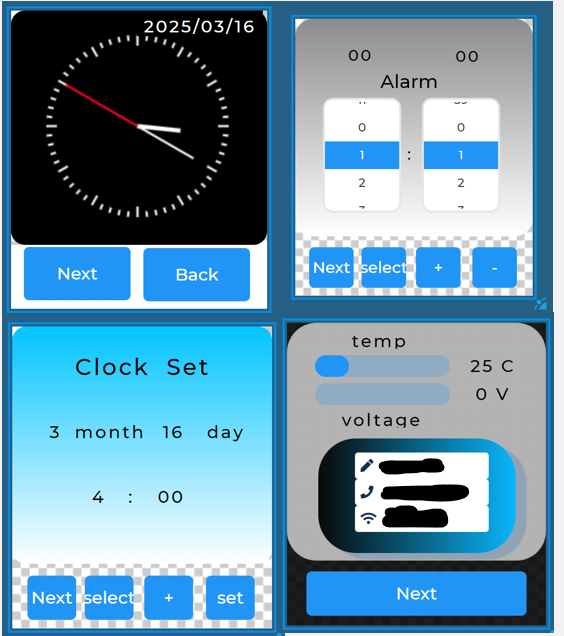 2025/03/16
Next
Back
00 00
Alarm
0 0
1 : 1
2 2
Next select + -
Clock Set
3 month 16 day
4 : 00
Next select + set
temp
25 C
0 V
voltage
Next